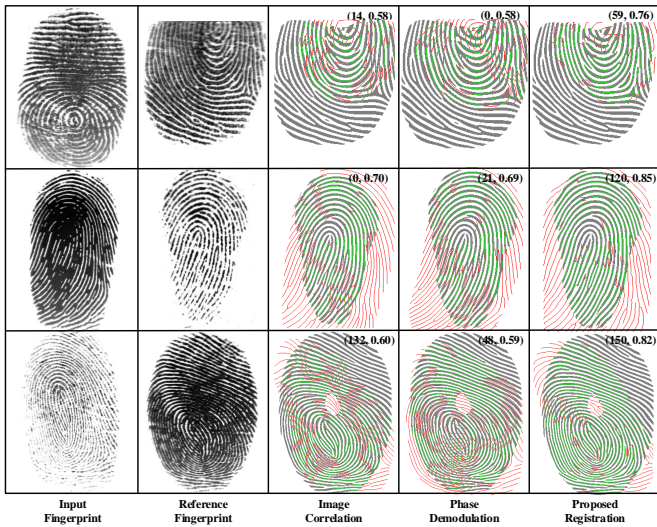 (14, 0.58) (0, 0.58) (59, 0.76)
(0, 0.70) (21, 0.69) (120, 0.85)
(132, 0.60) (48, 0.59) (150, 0.82)
Input Reference Image Phase Proposed
Fingerprint Fingerprint Correlation Demodulation Registration